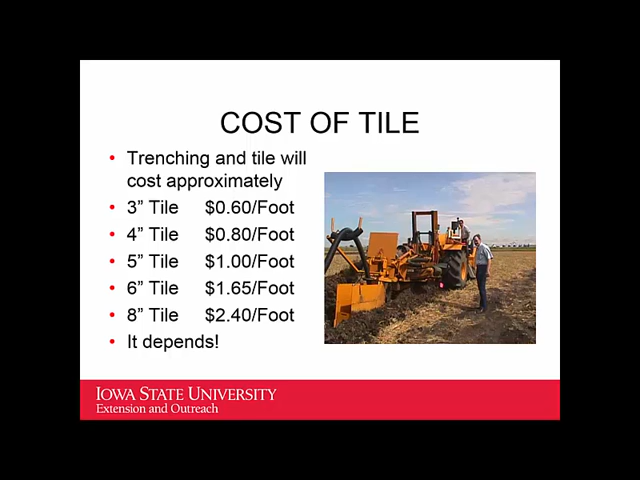 COST OF TILE
• Trenching and tile will
cost approximately
• 3” Tile $0.60/Foot
• 4” Tile $0.80/Foot
• 5” Tile $1.00/Foot
• 6” Tile $1.65/Foot
• 8” Tile $2.40/Foot
• It depends!
IOWA STATE UNIVERSITY
Extension and Outreach